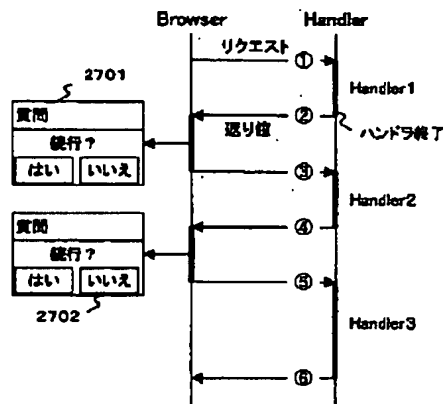 Browser Handler
リクエスト
①
2701
Handler1
質問
②
続行？
返り値
ハンドラ終了
はい いいえ
③
Handler2
質問
④
続行？
はい いいえ
⑤
2702
Handler3
⑥